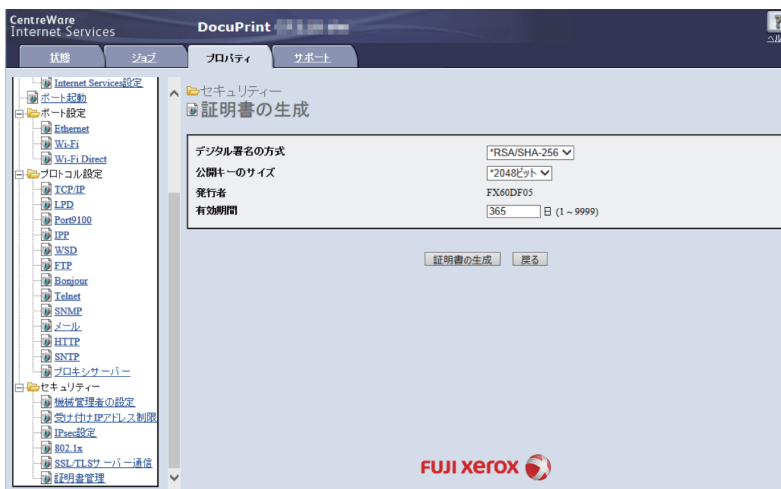 CentreWare
Internet Services
DocuPrint
ヘル
状態
ジョブ
プロパティ
サポート
Internet Services設定
ポート起動
ポート設定
Ethernet
Wi-Fi
Wi-Fi Direct
プロトコル設定
TCP/IP
LPD
Port9100
IPP
WSD
FTP
Bonjour
Telnet
SNMP
メール
HTTP
SNTP
プロキシサーバー
セキュリティー
機械管理者の設定
受け付けIPアドレス制限
IPsec設定
802.1x
SSL/TLSサーバー通信
証明書管理
セキュリティー
証明書の生成
デジタル署名の方式 *RSA/SHA-256
公開キーのサイズ *2048ビット
発行者 FX60DF05
有効期間 365 日 (1 ~ 9999)
証明書の生成 戻る
FUJI xerox